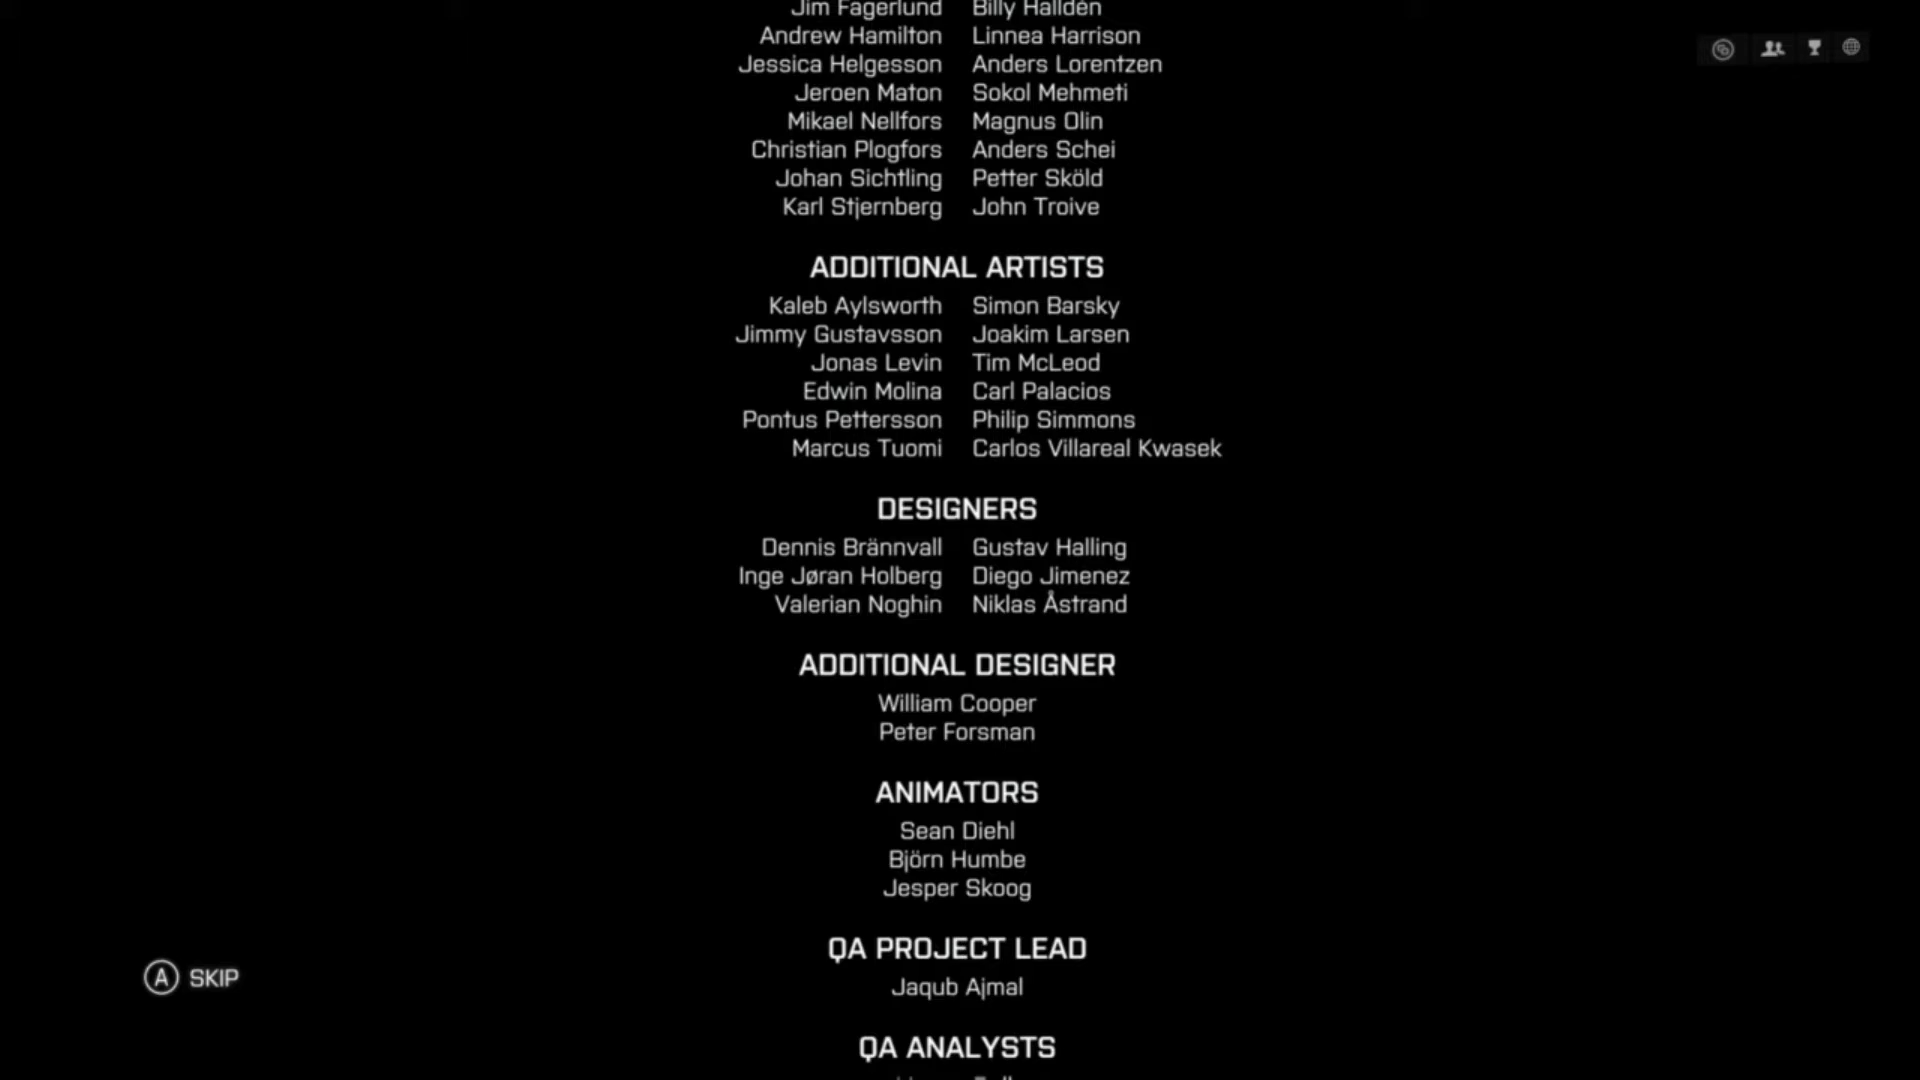 Jim Fagerlund Billy Halldén
Andrew Hamilton Linnea Harrison
Jessica Helgesson Anders Lorentzen
Jeroen Maton Sokol Mehmeti
Mikael Nellfors Magnus Olin
Christian Plogfors Anders Schei
Johan Sichtling Petter Sköld
Karl Stjernberg John Troive
ADDITIONAL ARTISTS
Kaleb Aylsworth Simon Barsky
Jimmy Gustavsson Joakim Larsen
Jonas Levin Tim McLeod
Edwin Molina Carl Palacios
Pontus Pettersson Philip Simmons
Marcus Tuomi Carlos Villareal Kwasek
DESIGNERS
Dennis Brännvall Gustav Halling
Inge Jøran Holberg Diego Jimenez
Valerian Noghin Niklas Åstrand
ADDITIONAL DESIGNER
William Cooper
Peter Forsman
ANIMATORS
Sean Diehl
Björn Humbe
Jesper Skoog
QA PROJECT LEAD
Jaqub Ajmal
A SKIP
QA ANALYSTS